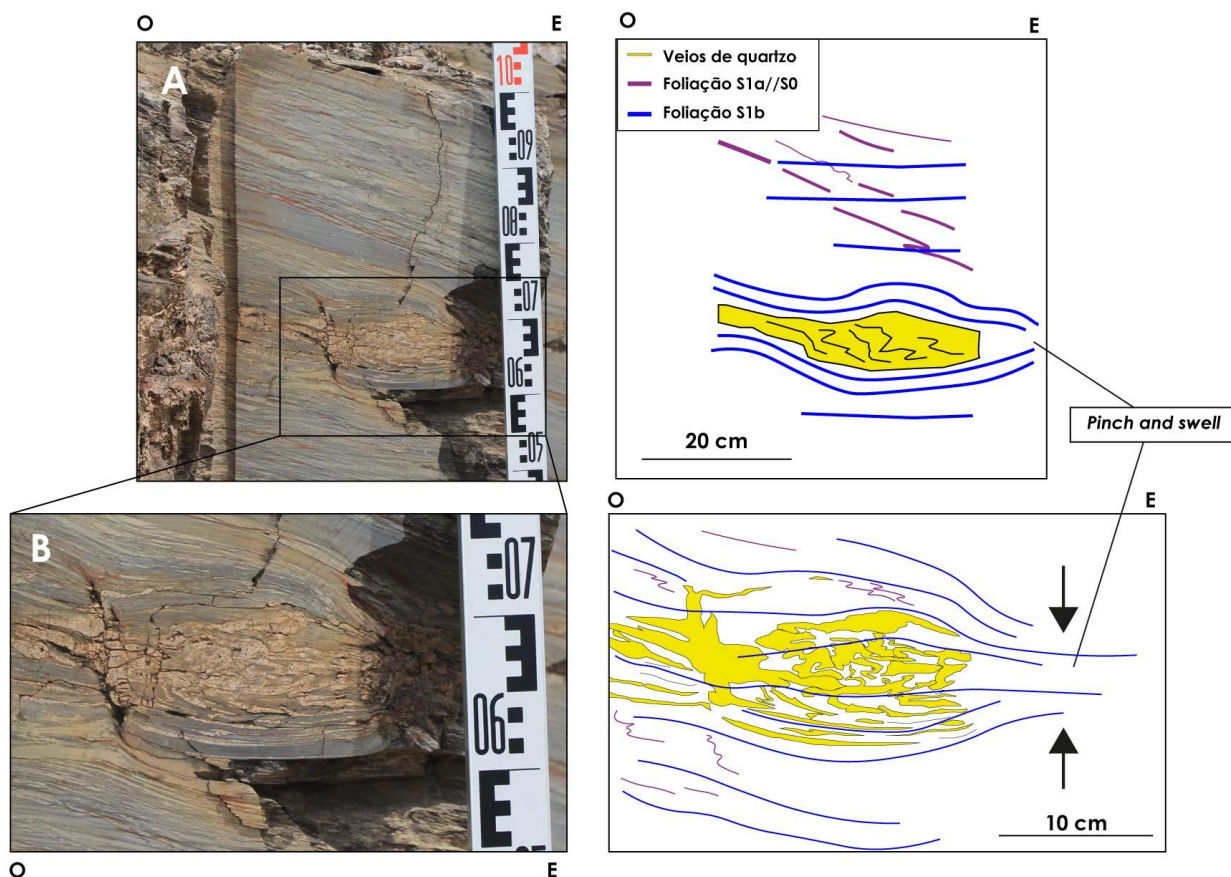 O
E
A
10
E
09
E
08
E
07
E
06
E
05
O
E
Veios de quartzo
Foliação S1a//S0
Foliação S1b
20 cm
Pinch and swell
B
07
E
06
E
O
E
O
E
10 cm